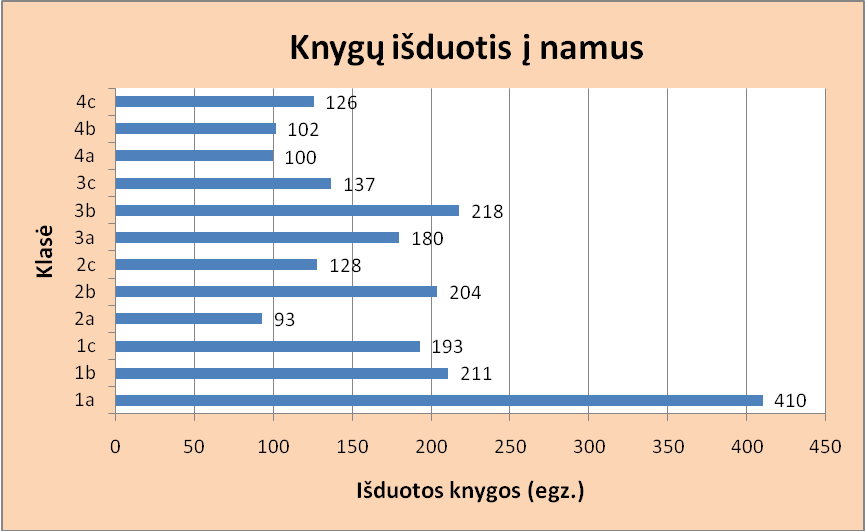 Knygų išduotis į namus
Klasė
4c 126
4b 102
4a 100
3c 137
3b 218
3a 180
2c 128
2b 204
2a 93
1c 193
1b 211
1a 410
0 50 100 150 200 250 300 350 400 450
Išduotos knygos (egz.)